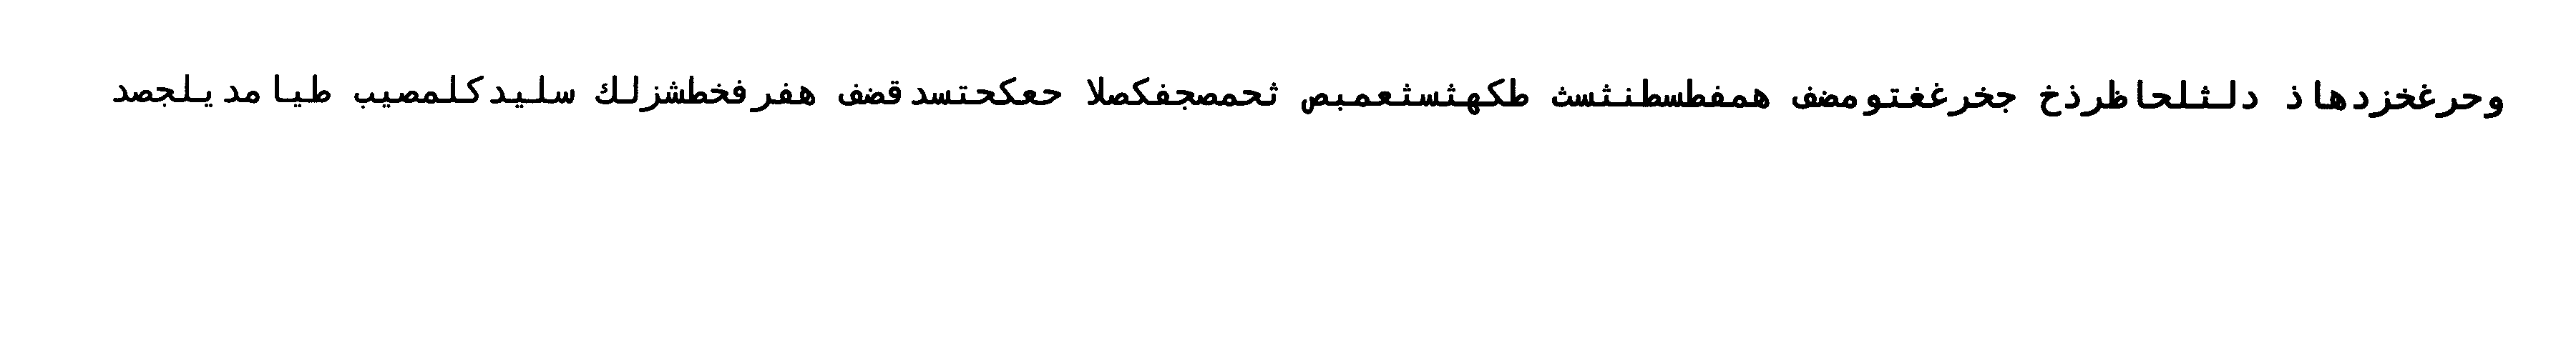 وحرغخزدهاذ دلثلحاظرذخ جخرغغتومضف همفطسطنثسث طكهثسثعمبص ثحمصجفكصلا حعكحتسدقضف هفرفخطشزلك سليدكلمصيب طيامديلجصد